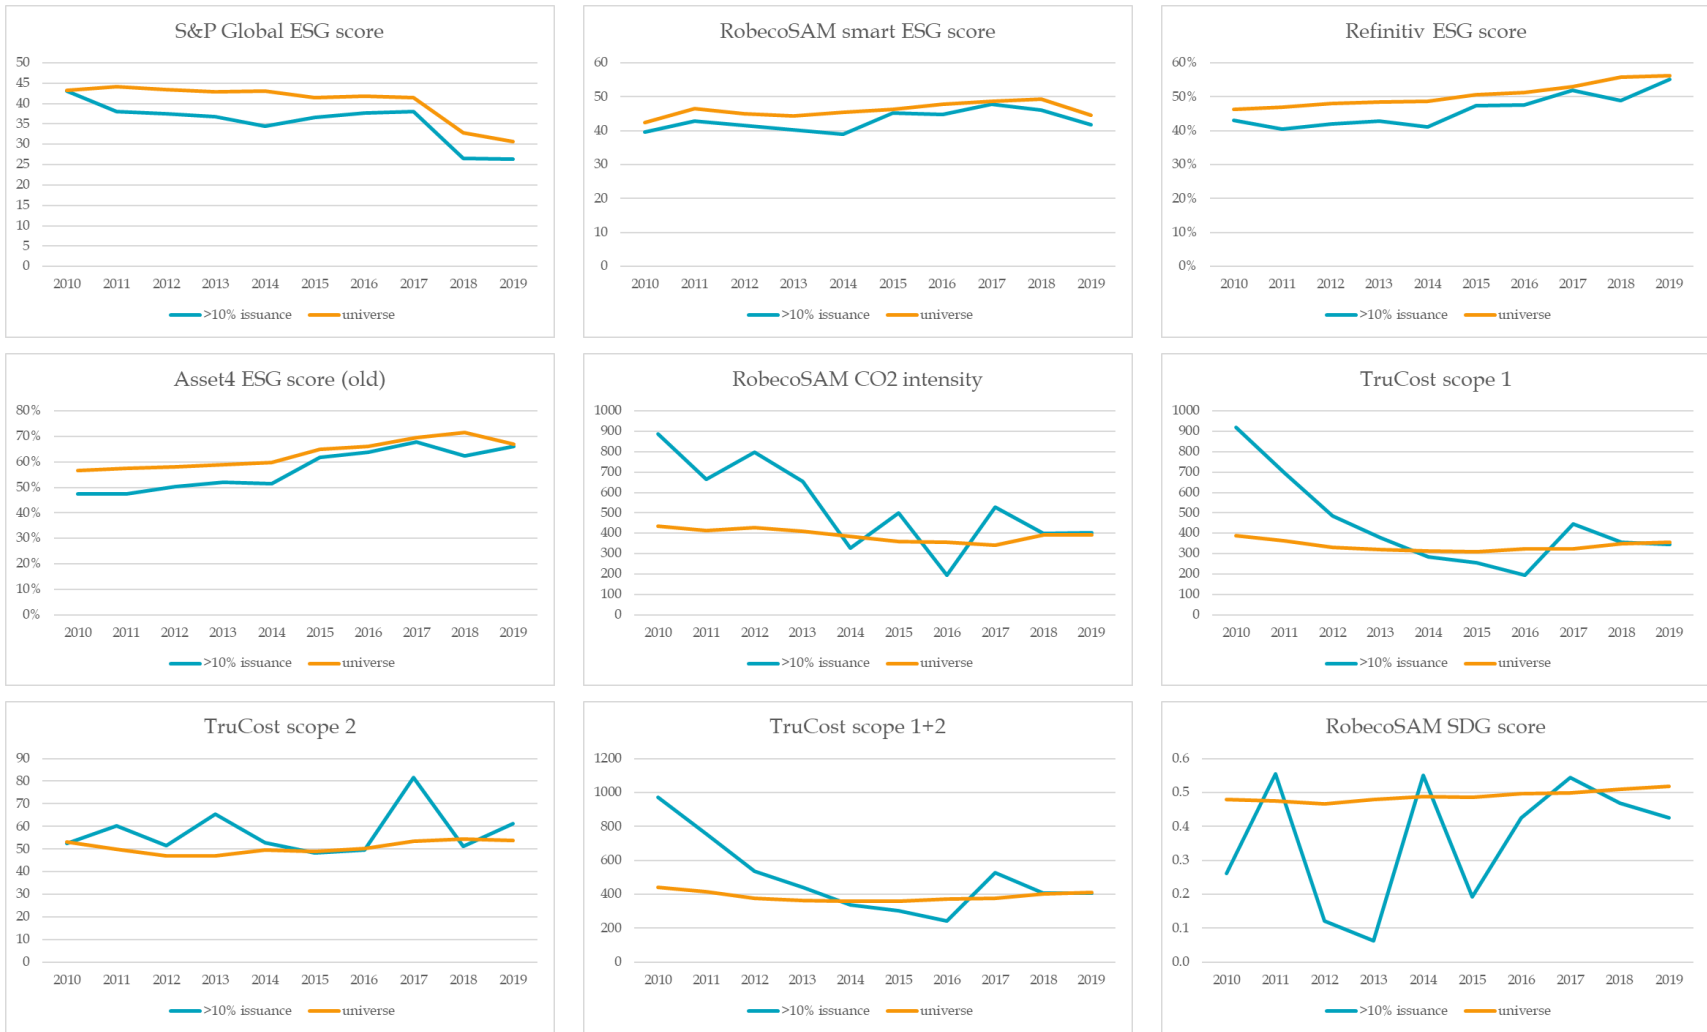 S&P Global ESG score
50
45
40
35
30
25
20
15
10
5
0
2010 2011 2012 2013 2014 2015 2016 2017 2018 2019
>10% issuance universe
RobecoSAM smart ESG score
60
50
40
30
20
10
0
2010 2011 2012 2013 2014 2015 2016 2017 2018 2019
>10% issuance universe
Refinitiv ESG score
60%
50%
40%
30%
20%
10%
0%
2010 2011 2012 2013 2014 2015 2016 2017 2018 2019
>10% issuance universe
Asset4 ESG score (old)
80%
70%
60%
50%
40%
30%
20%
10%
0%
2010 2011 2012 2013 2014 2015 2016 2017 2018 2019
>10% issuance universe
RobecoSAM CO2 intensity
1000
900
800
700
600
500
400
300
200
100
0
2010 2011 2012 2013 2014 2015 2016 2017 2018 2019
>10% issuance universe
TruCost scope 1
1000
900
800
700
600
500
400
300
200
100
0
2010 2011 2012 2013 2014 2015 2016 2017 2018 2019
>10% issuance universe
TruCost scope 2
90
80
70
60
50
40
30
20
10
0
2010 2011 2012 2013 2014 2015 2016 2017 2018 2019
>10% issuance universe
TruCost scope 1+2
1200
1000
800
600
400
200
0
2010 2011 2012 2013 2014 2015 2016 2017 2018 2019
>10% issuance universe
RobecoSAM SDG score
0.6
0.5
0.4
0.3
0.2
0.1
0.0
2010 2011 2012 2013 2014 2015 2016 2017 2018 2019
>10% issuance universe